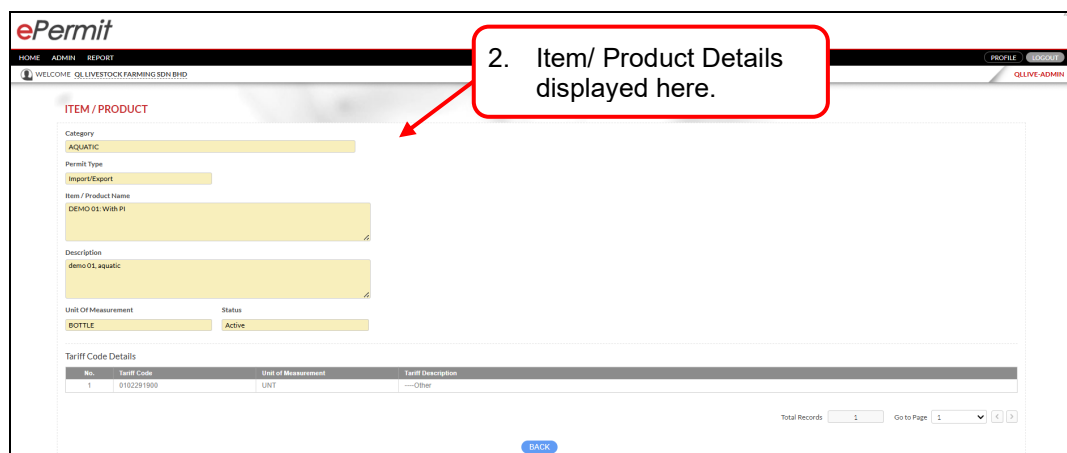 ePermit
HOME ADMIN REPORT
PROFILE LOGOUT
WELCOME QL LIVESTOCK FARMING SDN BHD
QLLIVE-ADMIN
2. Item/ Product Details
displayed here.
ITEM / PRODUCT
Category
AQUATIC
Permit Type
Import/Export
Item / Product Name
DEMO 01: With PI
Description
demo 01, aquatic
Unit Of Measurement Status
BOTTLE Active
Tariff Code Details
No. Tariff Code Unit of Measurement Tariff Description
1 0102291900 UNT ----Other
Total Records 1 Go to Page 1 < >
BACK